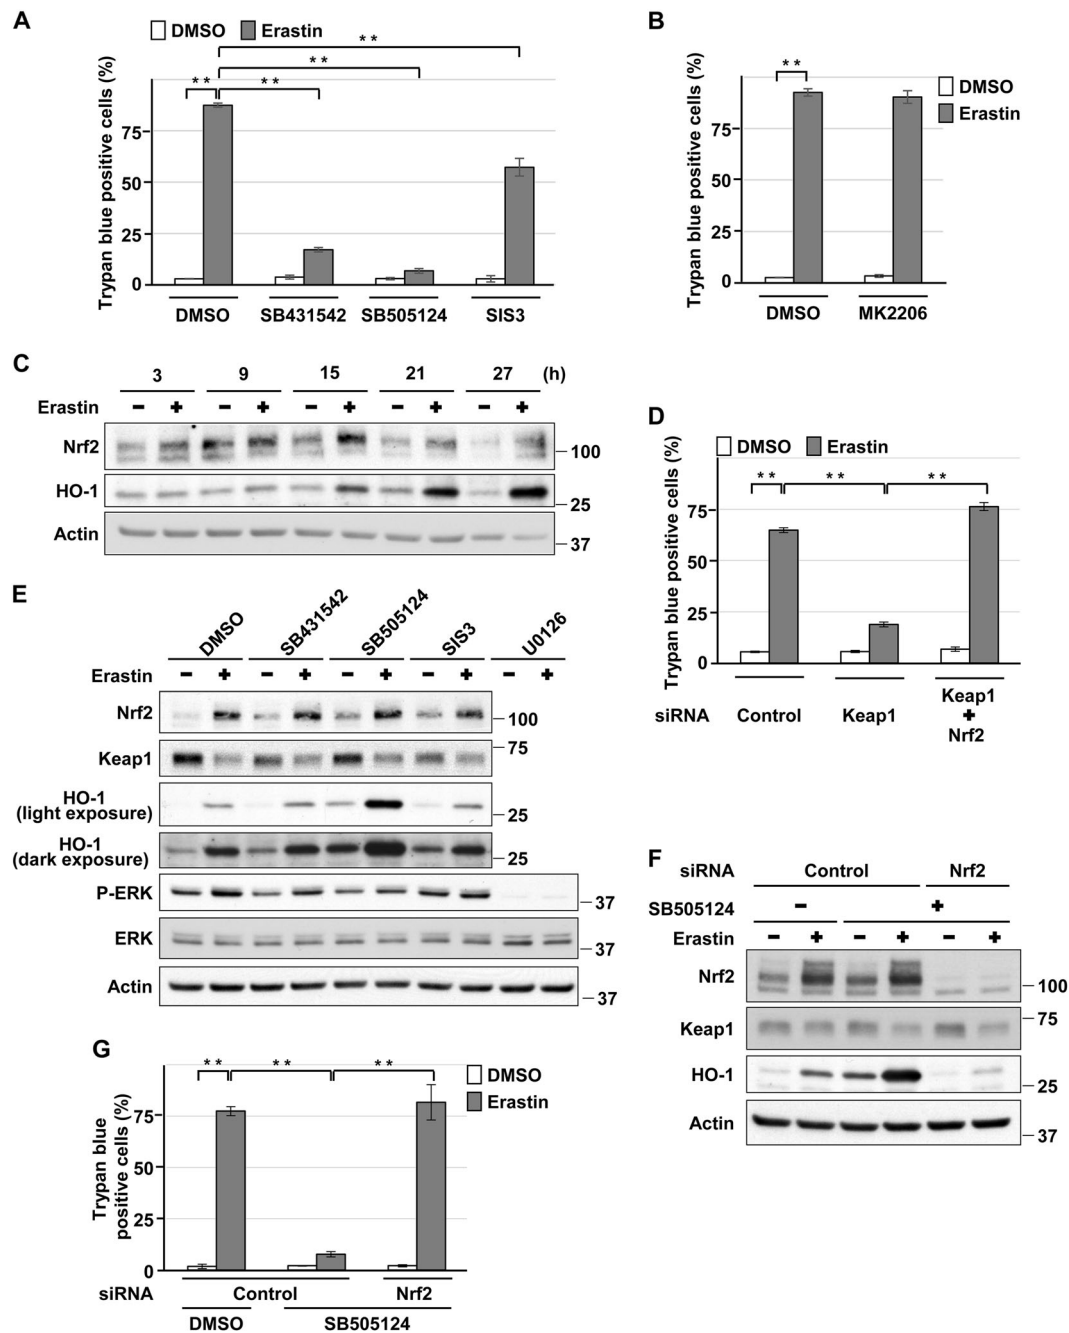 A
DMSO Erastin
* *
* *
* * * *
Trypan blue positive cells (%)
75
50
25
0
DMSO SB431542 SB505124 SIS3
B
* *
DMSO
Erastin
Trypan blue positive cells (%)
75
50
25
0
DMSO MK2206
C
3 9 15 21 27 (h)
Erastin - + - + - + - + - +
Nrf2
100
HO-1
25
Actin
37
D
DMSO Erastin
* * * * * *
Trypan blue positive cells (%)
75
50
25
0
siRNA Control Keap1 Keap1
+
Nrf2
E
DMSO SB431542 SB505124 SIS3 U0126
Erastin - + - + - + - + - +
Nrf2
100
75
Keap1
HO-1
(light exposure)
25
HO-1
(dark exposure)
25
P-ERK
37
ERK
37
Actin
37
F
siRNA Control Nrf2
SB505124 - +
Erastin - + - + - +
Nrf2
100
75
Keap1
HO-1
25
Actin
37
G
* * * * * *
DMSO
Erastin
Trypan blue
positive cells (%)
75
50
25
0
siRNA Control Nrf2
DMSO SB505124